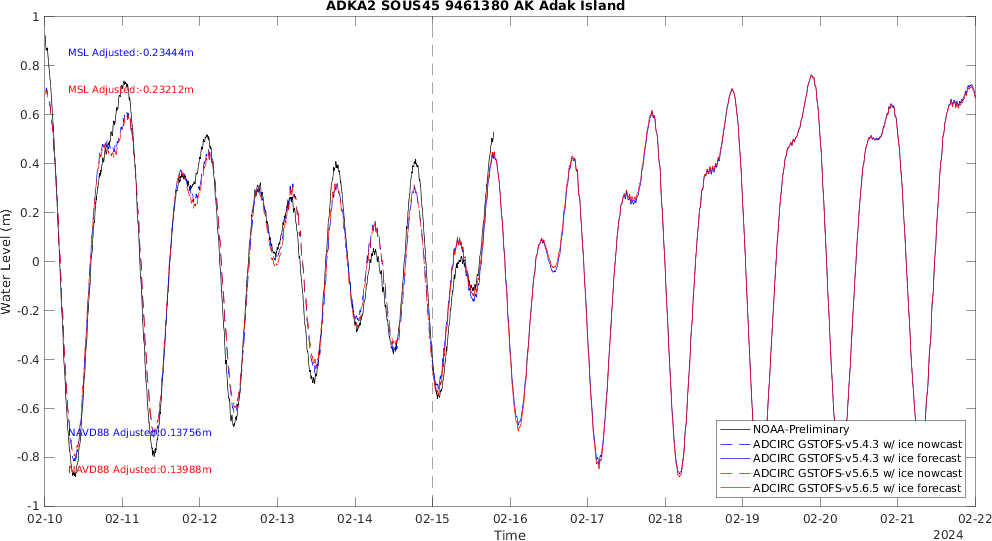 ADKA2 SOUS45 9461380 AK Adak Island
1
0.8
0.6
0.4
0.2
0
-0.2
-0.4
-0.6
-0.8
-1
Water Level (m)
MSL Adjusted:-0.23444m
MSL Adjusted:-0.23212m
NAVD88 Adjusted:0.13756m
NAVD88 Adjusted:0.13988m
NOAA-Preliminary
ADCIRC GSTOFS-v5.4.3 w/ ice nowcast
ADCIRC GSTOFS-v5.4.3 w/ ice forecast
ADCIRC GSTOFS-v5.6.5 w/ ice nowcast
ADCIRC GSTOFS-v5.6.5 w/ ice forecast
02-10 02-11 02-12 02-13 02-14 02-15 02-16 02-17 02-18 02-19 02-20 02-21 02-22
Time
2024